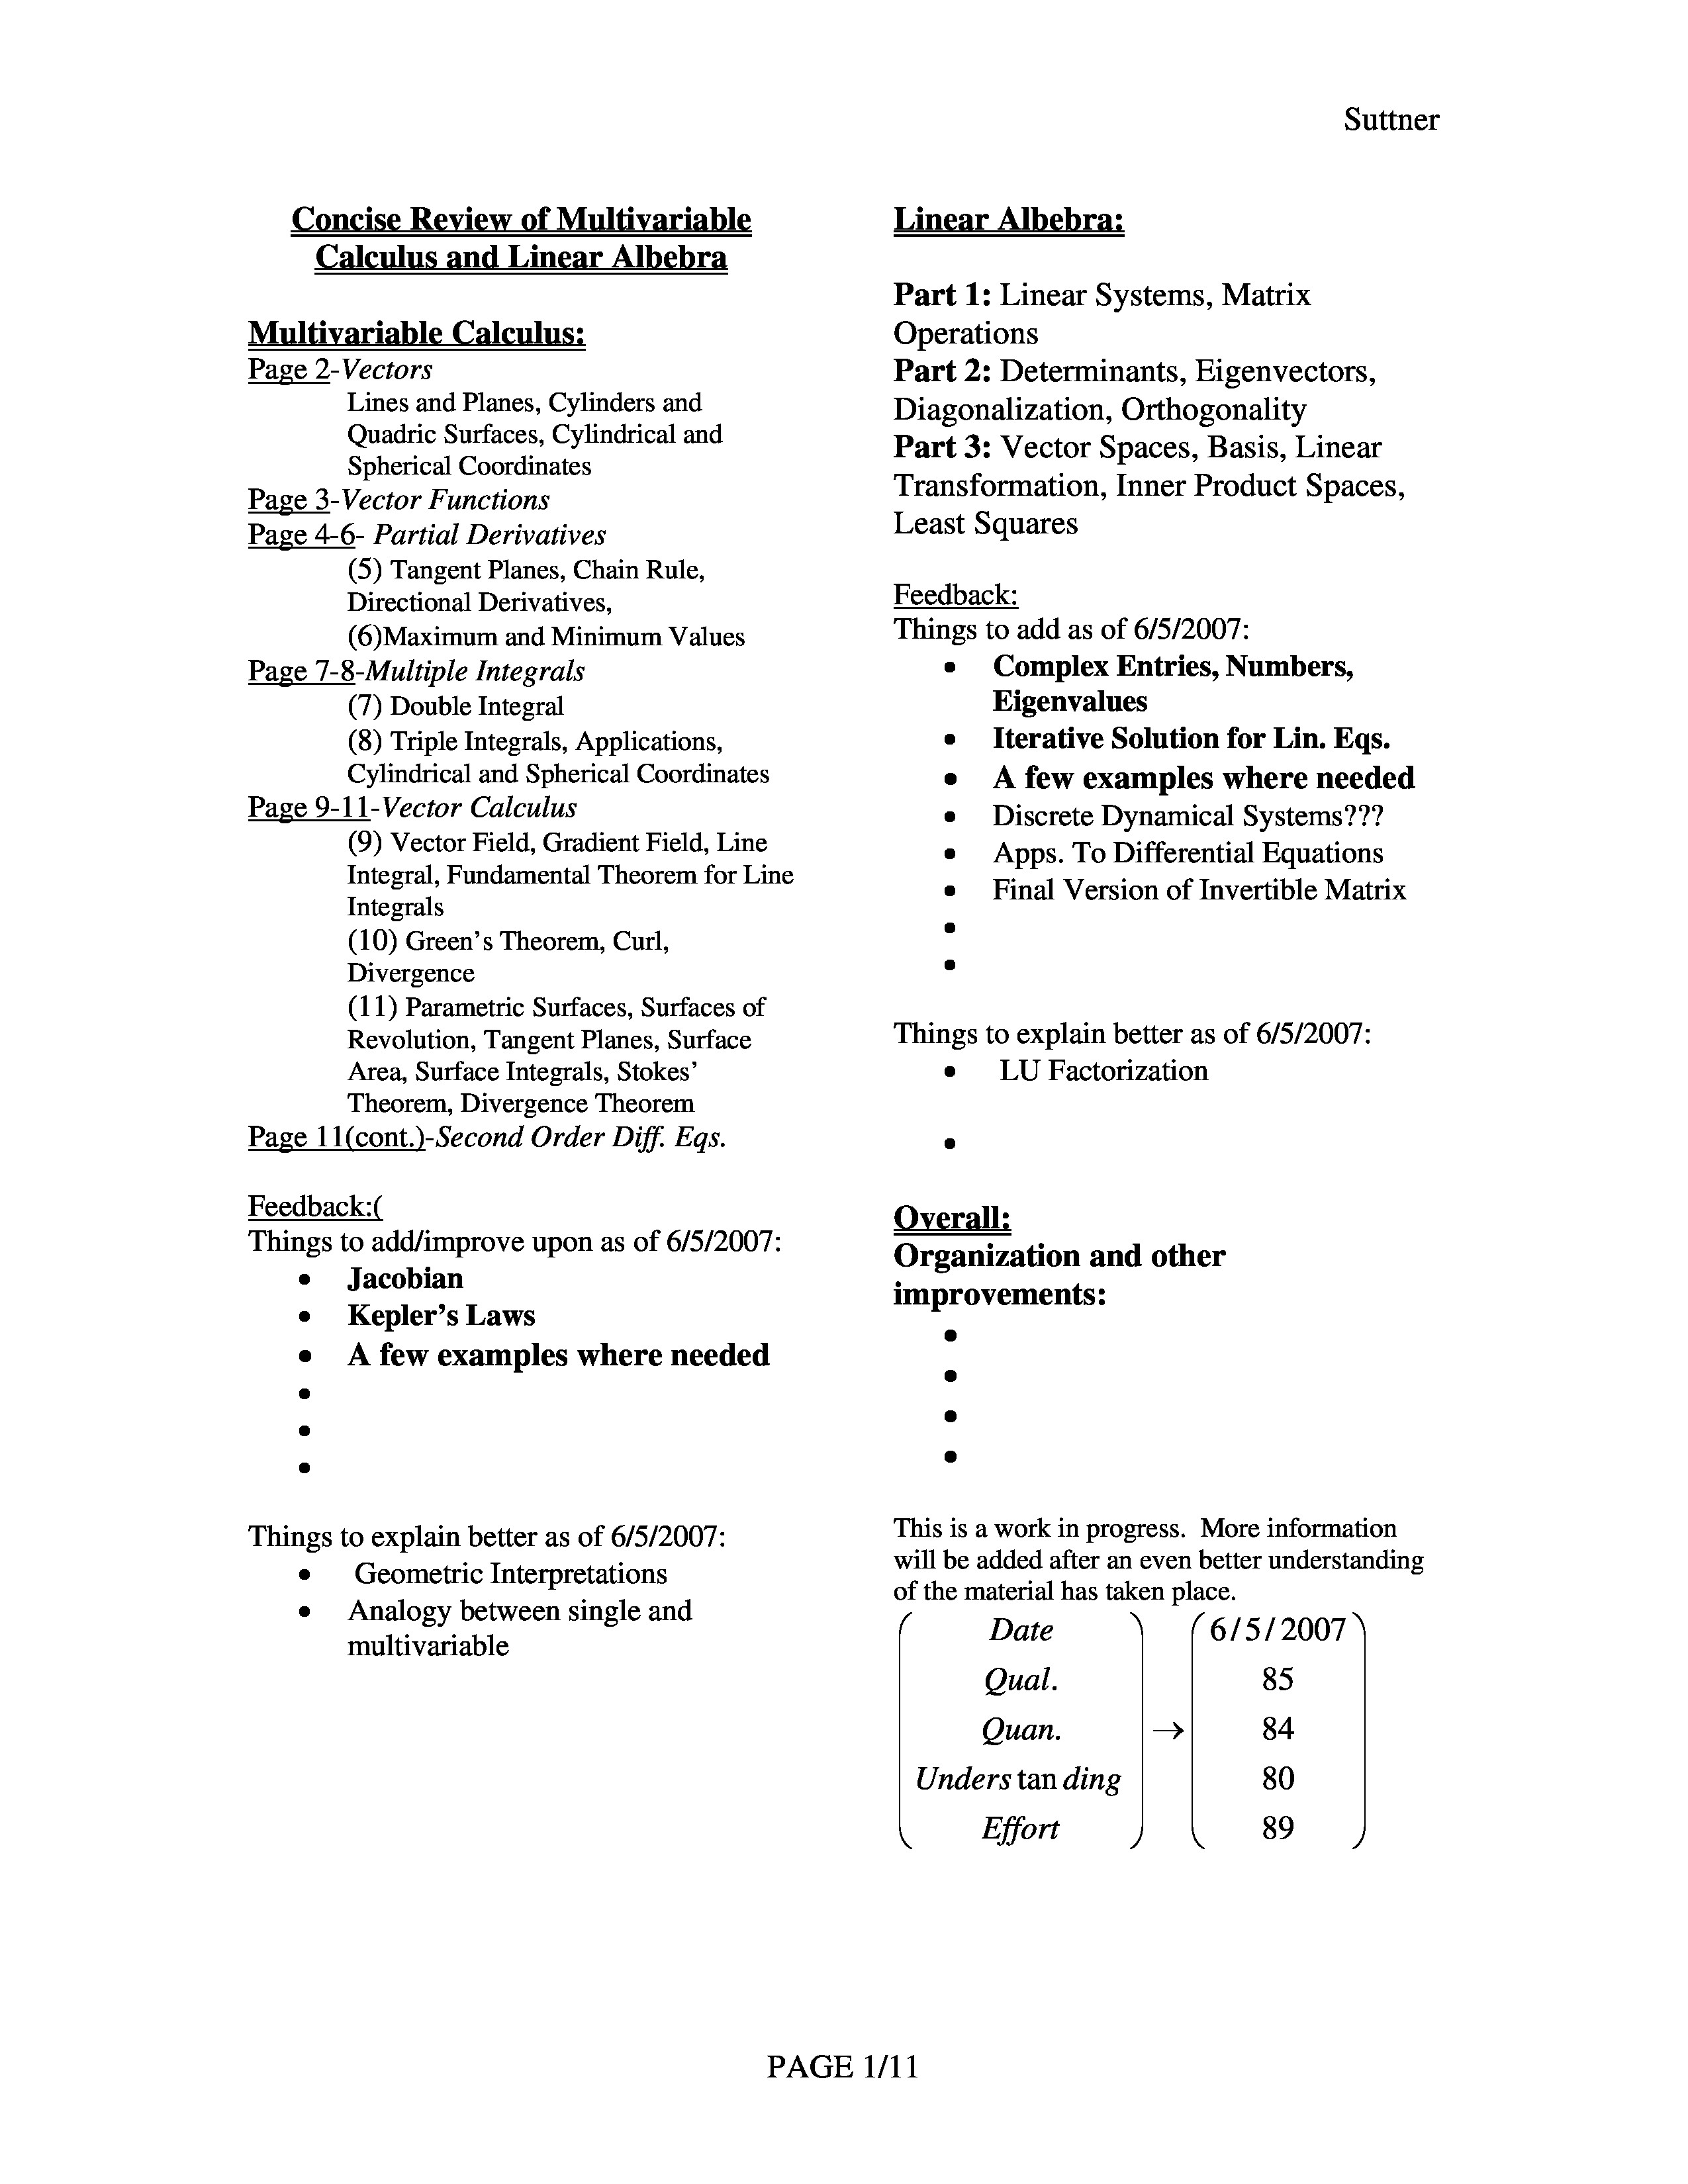 Suttner
Concise Review of Multivariable
Calculus and Linear Albebra
Multivariable Calculus:
Page 2-Vectors
Lines and Planes, Cylinders and
Quadric Surfaces, Cylindrical and
Spherical Coordinates
Page 3-Vector Functions
Page 4-6- Partial Derivatives
(5) Tangent Planes, Chain Rule,
Directional Derivatives,
(6)Maximum and Minimum Values
Page 7-8-Multiple Integrals
(7) Double Integral
(8) Triple Integrals, Applications,
Cylindrical and Spherical Coordinates
Page 9-11-Vector Calculus
(9) Vector Field, Gradient Field, Line
Integral, Fundamental Theorem for Line
Integrals
(10) Green's Theorem, Curl,
Divergence
(11) Parametric Surfaces, Surfaces of
Revolution, Tangent Planes, Surface
Area, Surface Integrals, Stokes'
Theorem, Divergence Theorem
Page 11(cont.)-Second Order Diff. Eqs.
Feedback:(
Things to add/improve upon as of 6/5/2007:
• Jacobian
• Kepler's Laws
• A few examples where needed
•
•
•
Things to explain better as of 6/5/2007:
• Geometric Interpretations
• Analogy between single and
multivariable
Linear Albebra:
Part 1: Linear Systems, Matrix
Operations
Part 2: Determinants, Eigenvectors,
Diagonalization, Orthogonality
Part 3: Vector Spaces, Basis, Linear
Transformation, Inner Product Spaces,
Least Squares
Feedback:
Things to add as of 6/5/2007:
• Complex Entries, Numbers,
Eigenvalues
• Iterative Solution for Lin. Eqs.
• A few examples where needed
• Discrete Dynamical Systems???
• Apps. To Differential Equations
• Final Version of Invertible Matrix
•
•
Things to explain better as of 6/5/2007:
• LU Factorization
•
Overall:
Organization and other
improvements:
•
•
•
•
This is a work in progress.  More information
will be added after an even better understanding
of the material has taken place.
Date 6/5/2007
Qual. 85
Quan. → 84
Unders tan ding 80
Effort 89
PAGE 1/11